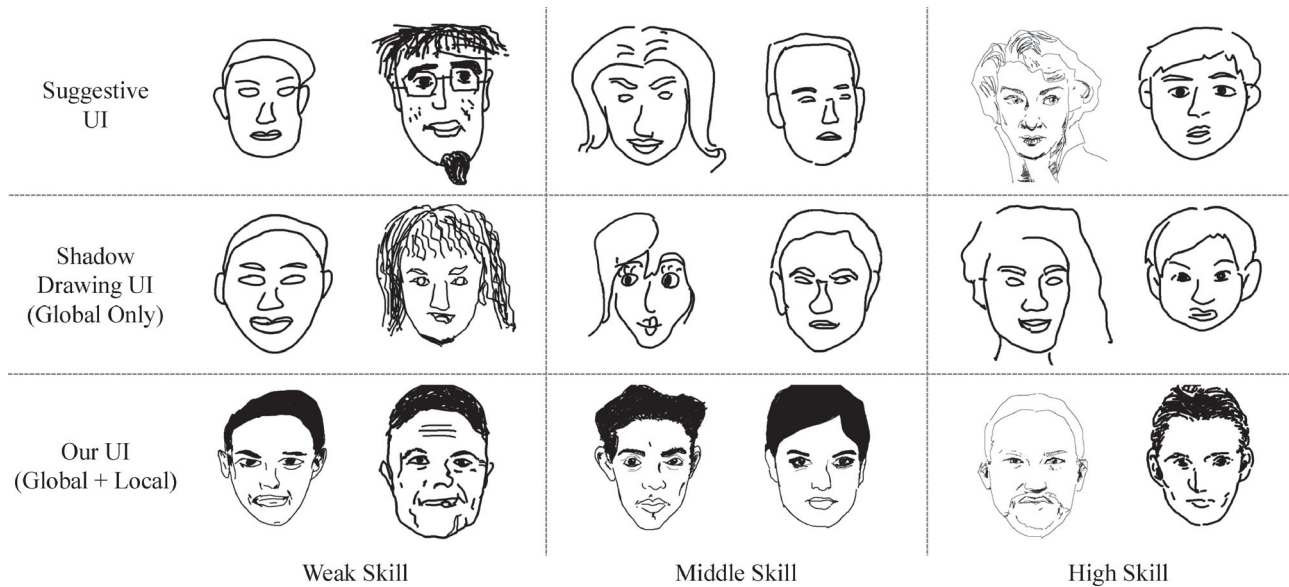 Suggestive
UI
Shadow
Drawing UI
(Global Only)
Our UI
(Global + Local)
Weak Skill
Middle Skill
High Skill